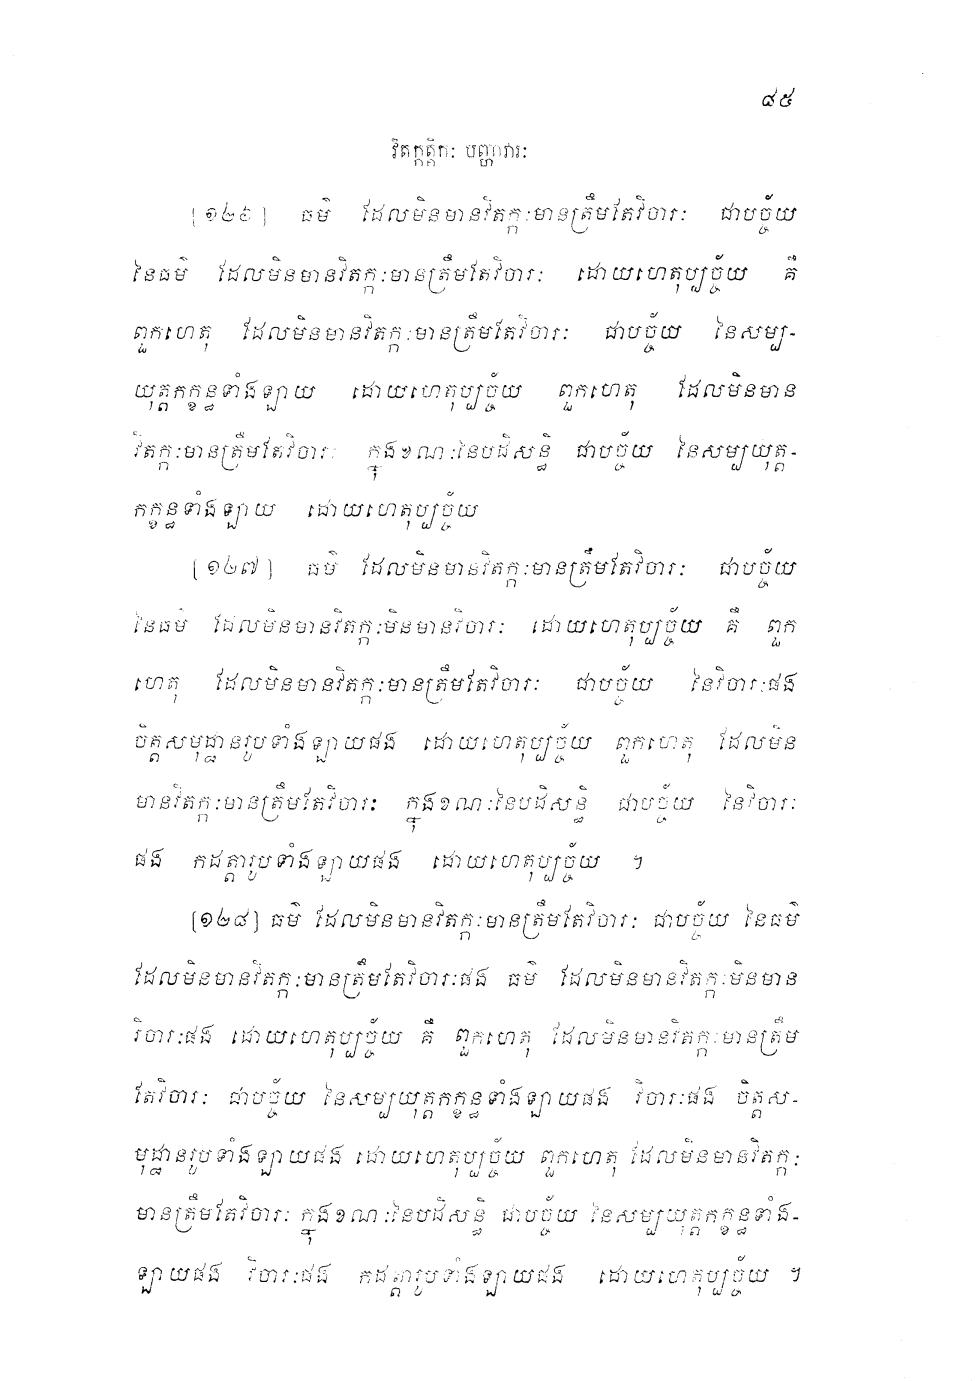 ៨៥
វិតក្កត្តិកៈ បញ្ហាវារៈ
[១២៦] ធម៌ ដែលមិនមានវិតក្កៈមានត្រឹមតែវិចារៈ ជាបច្ច័យ
នៃធម៌ ដែលមិនមានវិតក្កៈមានត្រឹមតែវិចារៈ ដោយហេតុប្បច្ច័យ គឺ
ពួកហេតុ ដែលមិនមានវិតក្កៈមានត្រឹមតែវិចារៈ ជាបច្ច័យ នៃសម្ប-
យុត្តកក្ខន្ធទាំងឡាយ ដោយហេតុប្បច្ច័យ ពួកហេតុ ដែលមិនមាន
វិតក្កៈមានត្រឹមតែវិចារៈ ក្នុងខណៈនៃបដិសន្ធិ ជាបច្ច័យ នៃសម្បយុត្ត-
កក្ខន្ធទាំងឡាយ ដោយហេតុប្បច្ច័យ
[១២៧] ធម៌ ដែលមិនមានវិតក្កៈមានត្រឹមតែវិចារៈ ជាបច្ច័យ
នៃធម៌ ដែលមិនមានវិតក្កៈមិនមានវិចារៈ ដោយហេតុប្បច្ច័យ គឺ ពួក
ហេតុ ដែលមិនមានវិតក្កៈមានត្រឹមតែវិចារៈ ជាបច្ច័យ នៃវិចារៈផង
ចិត្តសមុដ្ឋានរូបទាំងឡាយផង ដោយហេតុប្បច្ច័យ ពួកហេតុ ដែលមិន
មានវិតក្កៈមានត្រឹមតែវិចារៈ ក្នុងខណៈនៃបដិសន្ធិ ជាបច្ច័យ នៃវិចារៈ
ផង កដត្តារូបទាំងឡាយផង ដោយហេតុប្បច្ច័យ ។
[១២៨] ធម៌ ដែលមិនមានវិតក្កៈមានត្រឹមតែវិចារៈ ជាបច្ច័យ នៃធម៌
ដែលមិនមានវិតក្កៈមានត្រឹមតែវិចារៈផង ធម៌ ដែលមិនមានវិតក្កៈមិនមាន
វិចារៈផង ដោយហេតុប្បច្ច័យ គឺ ពួកហេតុ ដែលមិនមានវិតក្កៈមានត្រឹម
តែវិចារៈ ជាបច្ច័យ នៃសម្បយុត្តកក្ខន្ធទាំងឡាយផង វិចារៈផង ចិត្តស-
មុដ្ឋានរូបទាំងឡាយផង ដោយហេតុប្បច្ច័យ ពួកហេតុ ដែលមិនមានវិតក្កៈ
មានត្រឹមតែវិចារៈ ក្នុងខណៈនៃបដិសន្ធិ ជាបច្ច័យ នៃសម្បយុត្តកក្ខន្ធទាំង-
ឡាយផង វិចារៈផង កដត្តារូបទាំងឡាយផង ដោយហេតុប្បច្ច័យ ។